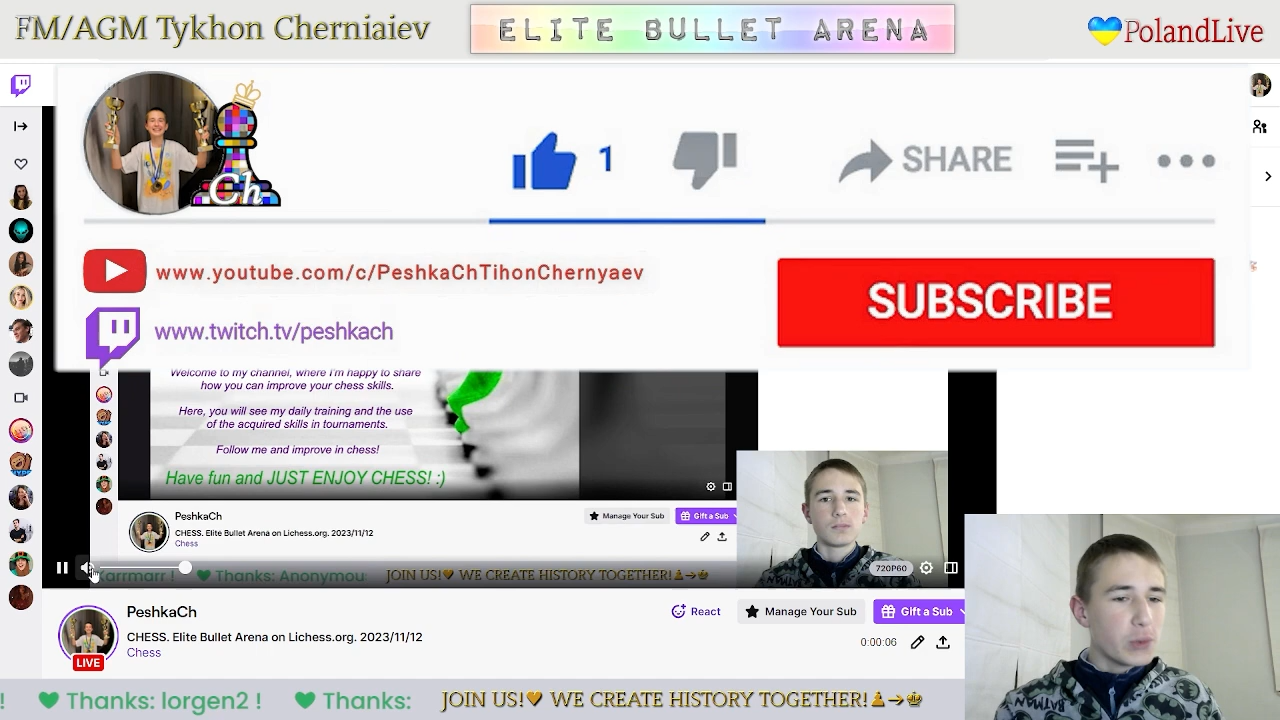 FM/AGM Tykhon Cherniaiev
ELITE BULLET ARENA
PolandLive
Ch
1
SHARE
www.youtube.com/c/PeshkaChTihonChernyaev
SUBSCRIBE
www.twitch.tv/peshkach
Welcome to my channel, where I'm happy to share
how you can improve your chess skills.
Here, you will see my daily training and the use
of the acquired skills in tournaments.
Follow me and improve in chess!
Have fun and JUST ENJOY CHESS! :)
PeshkaCh
Manage Your Sub
Gift a Sub
CHESS. Elite Bullet Arena on Lichess.org. 2023/11/12
Chess
720P60
Thanks: Anonymou
JOIN US! WE CREATE HISTORY TOGETHER!
PeshkaCh
React
Manage Your Sub
Gift a Sub
CHESS. Elite Bullet Arena on Lichess.org. 2023/11/12
0:00:06
Chess
LIVE
! Thanks: lorgen2 ! Thanks: JOIN US! WE CREATE HISTORY TOGETHER!
BATMAN